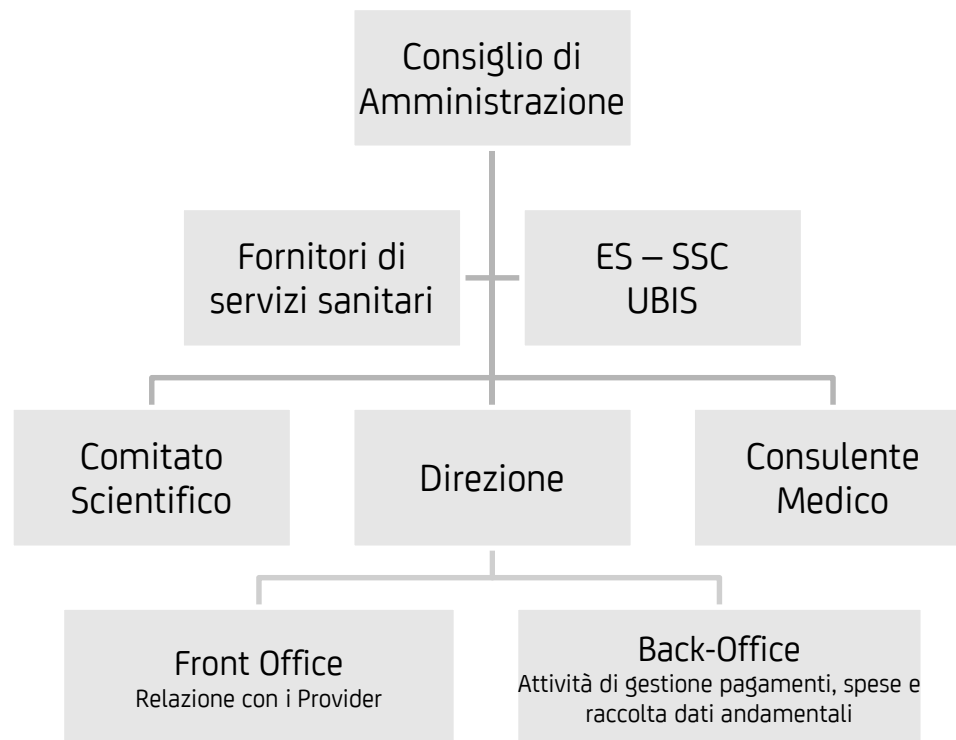 Consiglio di
Amministrazione
Fornitori di
servizi sanitari
ES – SSC
UBIS
Comitato
Scientifico
Direzione
Consulente
Medico
Front Office
Relazione con i Provider
Back-Office
Attività di gestione pagamenti, spese e
raccolta dati andamentali